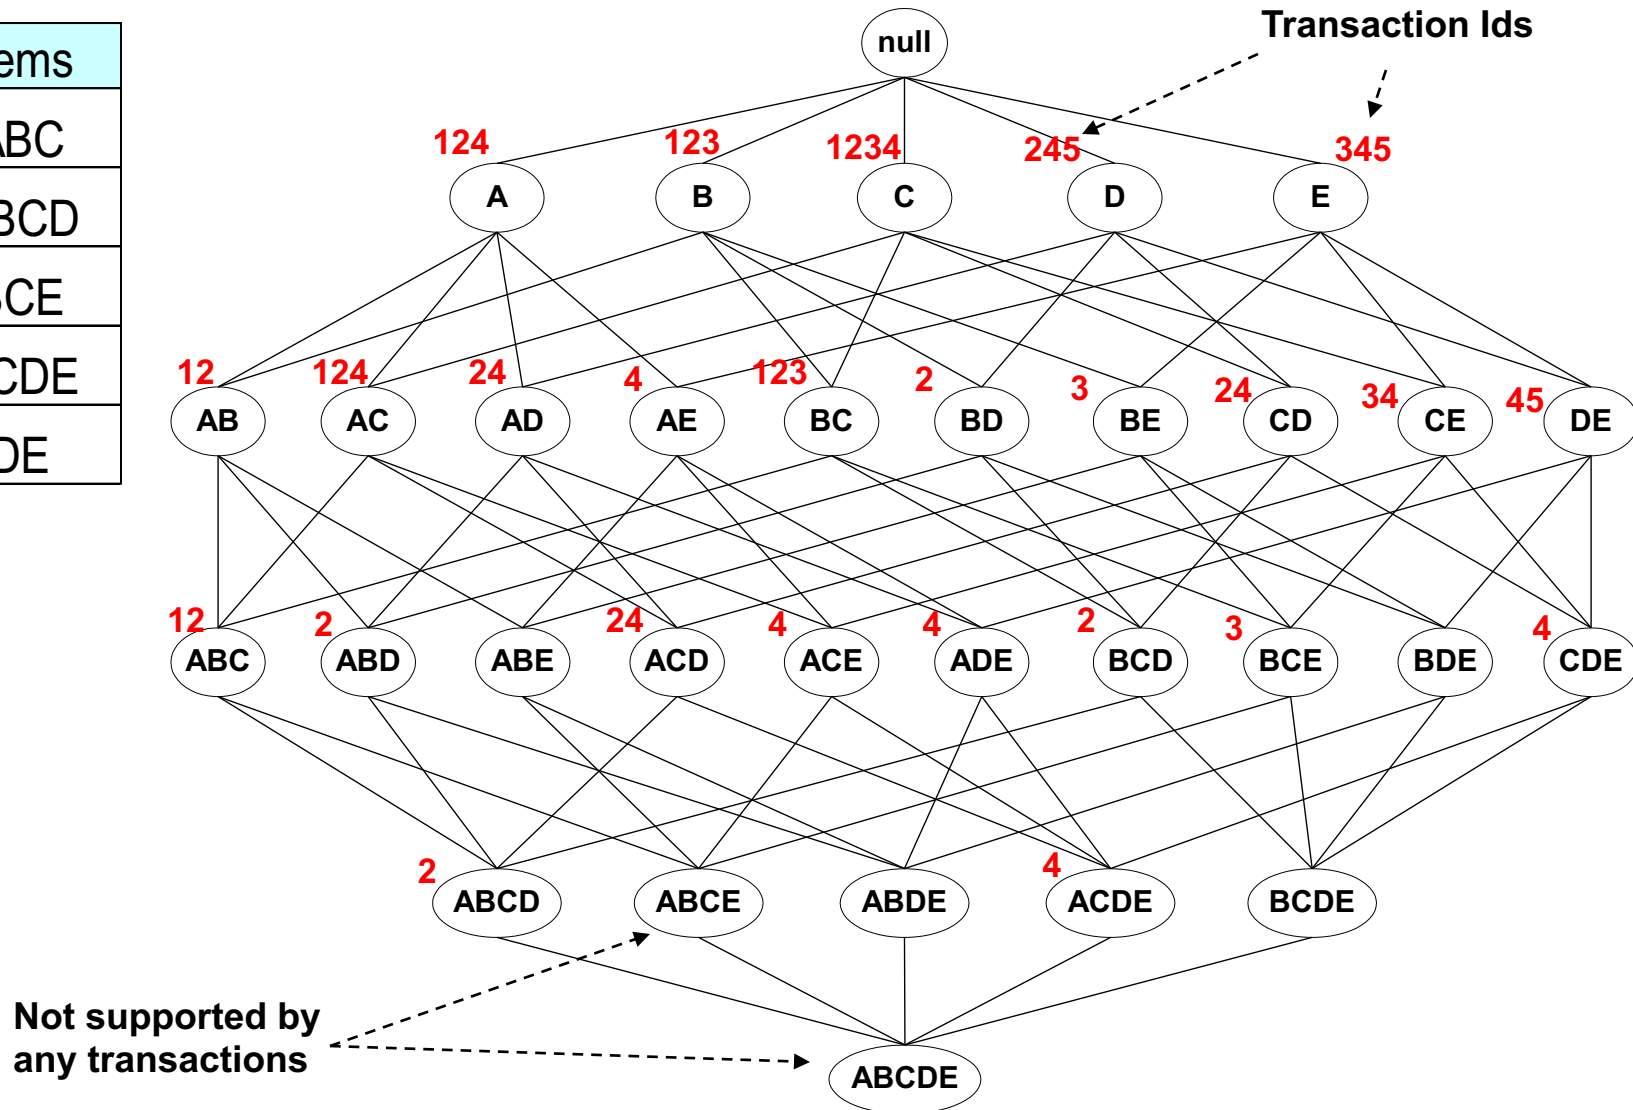 ems
ABC
BCD
BCE
CDE
DE
Transaction Ids
null
124 123 1234 245 345
A B C D E
12 124 24 4 123 2 3 24 34 45
AB AC AD AE BC BD BE CD CE DE
12 2 24 4 4 2 3 4
ABC ABD ABE ACD ACE ADE BCD BCE BDE CDE
2 4
ABCD ABCE ABDE ACDE BCDE
Not supported by
any transactions
ABCDE